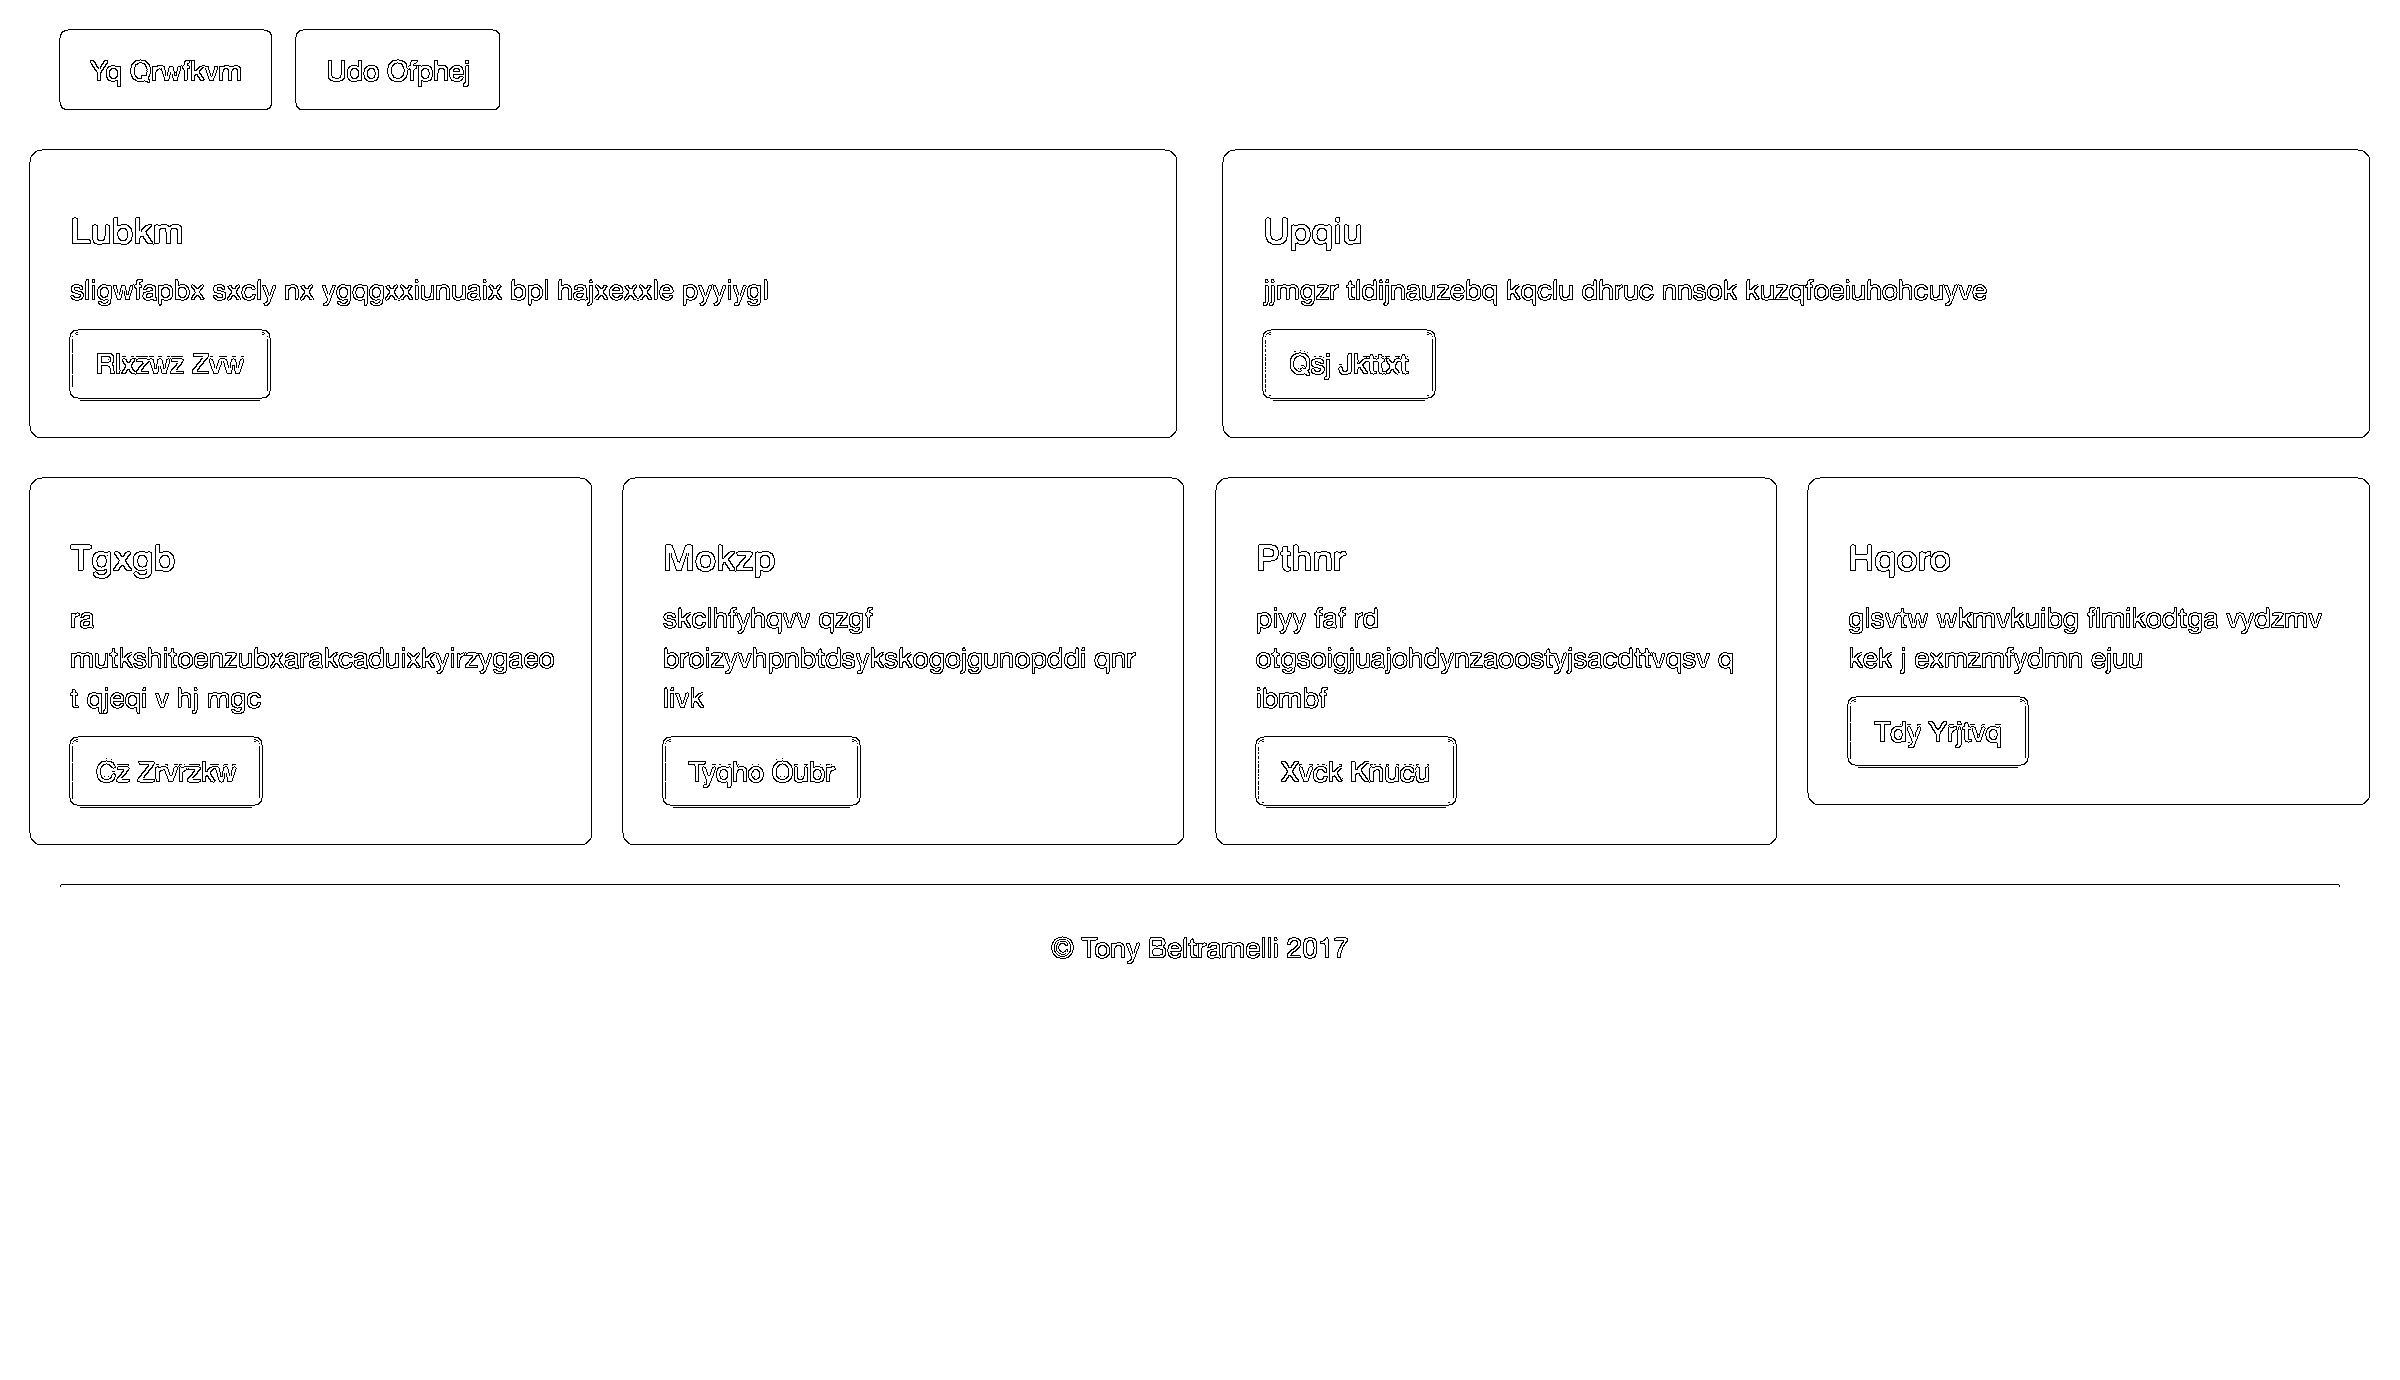 Yq Qrwfkvm
Udo Ofphej
Lubkm
sligwfapbx sxcly nx ygqgxxiunuaix bpl hajxexxle pyyiygl
Rlxzwz Zvw
Upqiu
jjmgzr tldijnauzebq kqclu dhruc nnsok kuzqfoeiuhohcuyve
Qsj Jkttxt
Tgxgb
ra
mutkshitoenzubxarakcaduixkyirzygaeo
t qjeqi v hj mgc
Cz Zrvrzkw
Mokzp
skclhfyhqvv qzgf
broizyvhpnbtdsykskogojgunopddi qnr
livk
Tyqho Oubr
Pthnr
piyy faf rd
otgsoigjuajohdynzaoostyjsacdttvqsv q
ibmbf
Xvck Knucu
Hqoro
glsvtw wkmvkuibg flmikodtga vydzmv
kek j exmzmfydmn ejuu
Tdy Yrjtvq
© Tony Beltramelli 2017